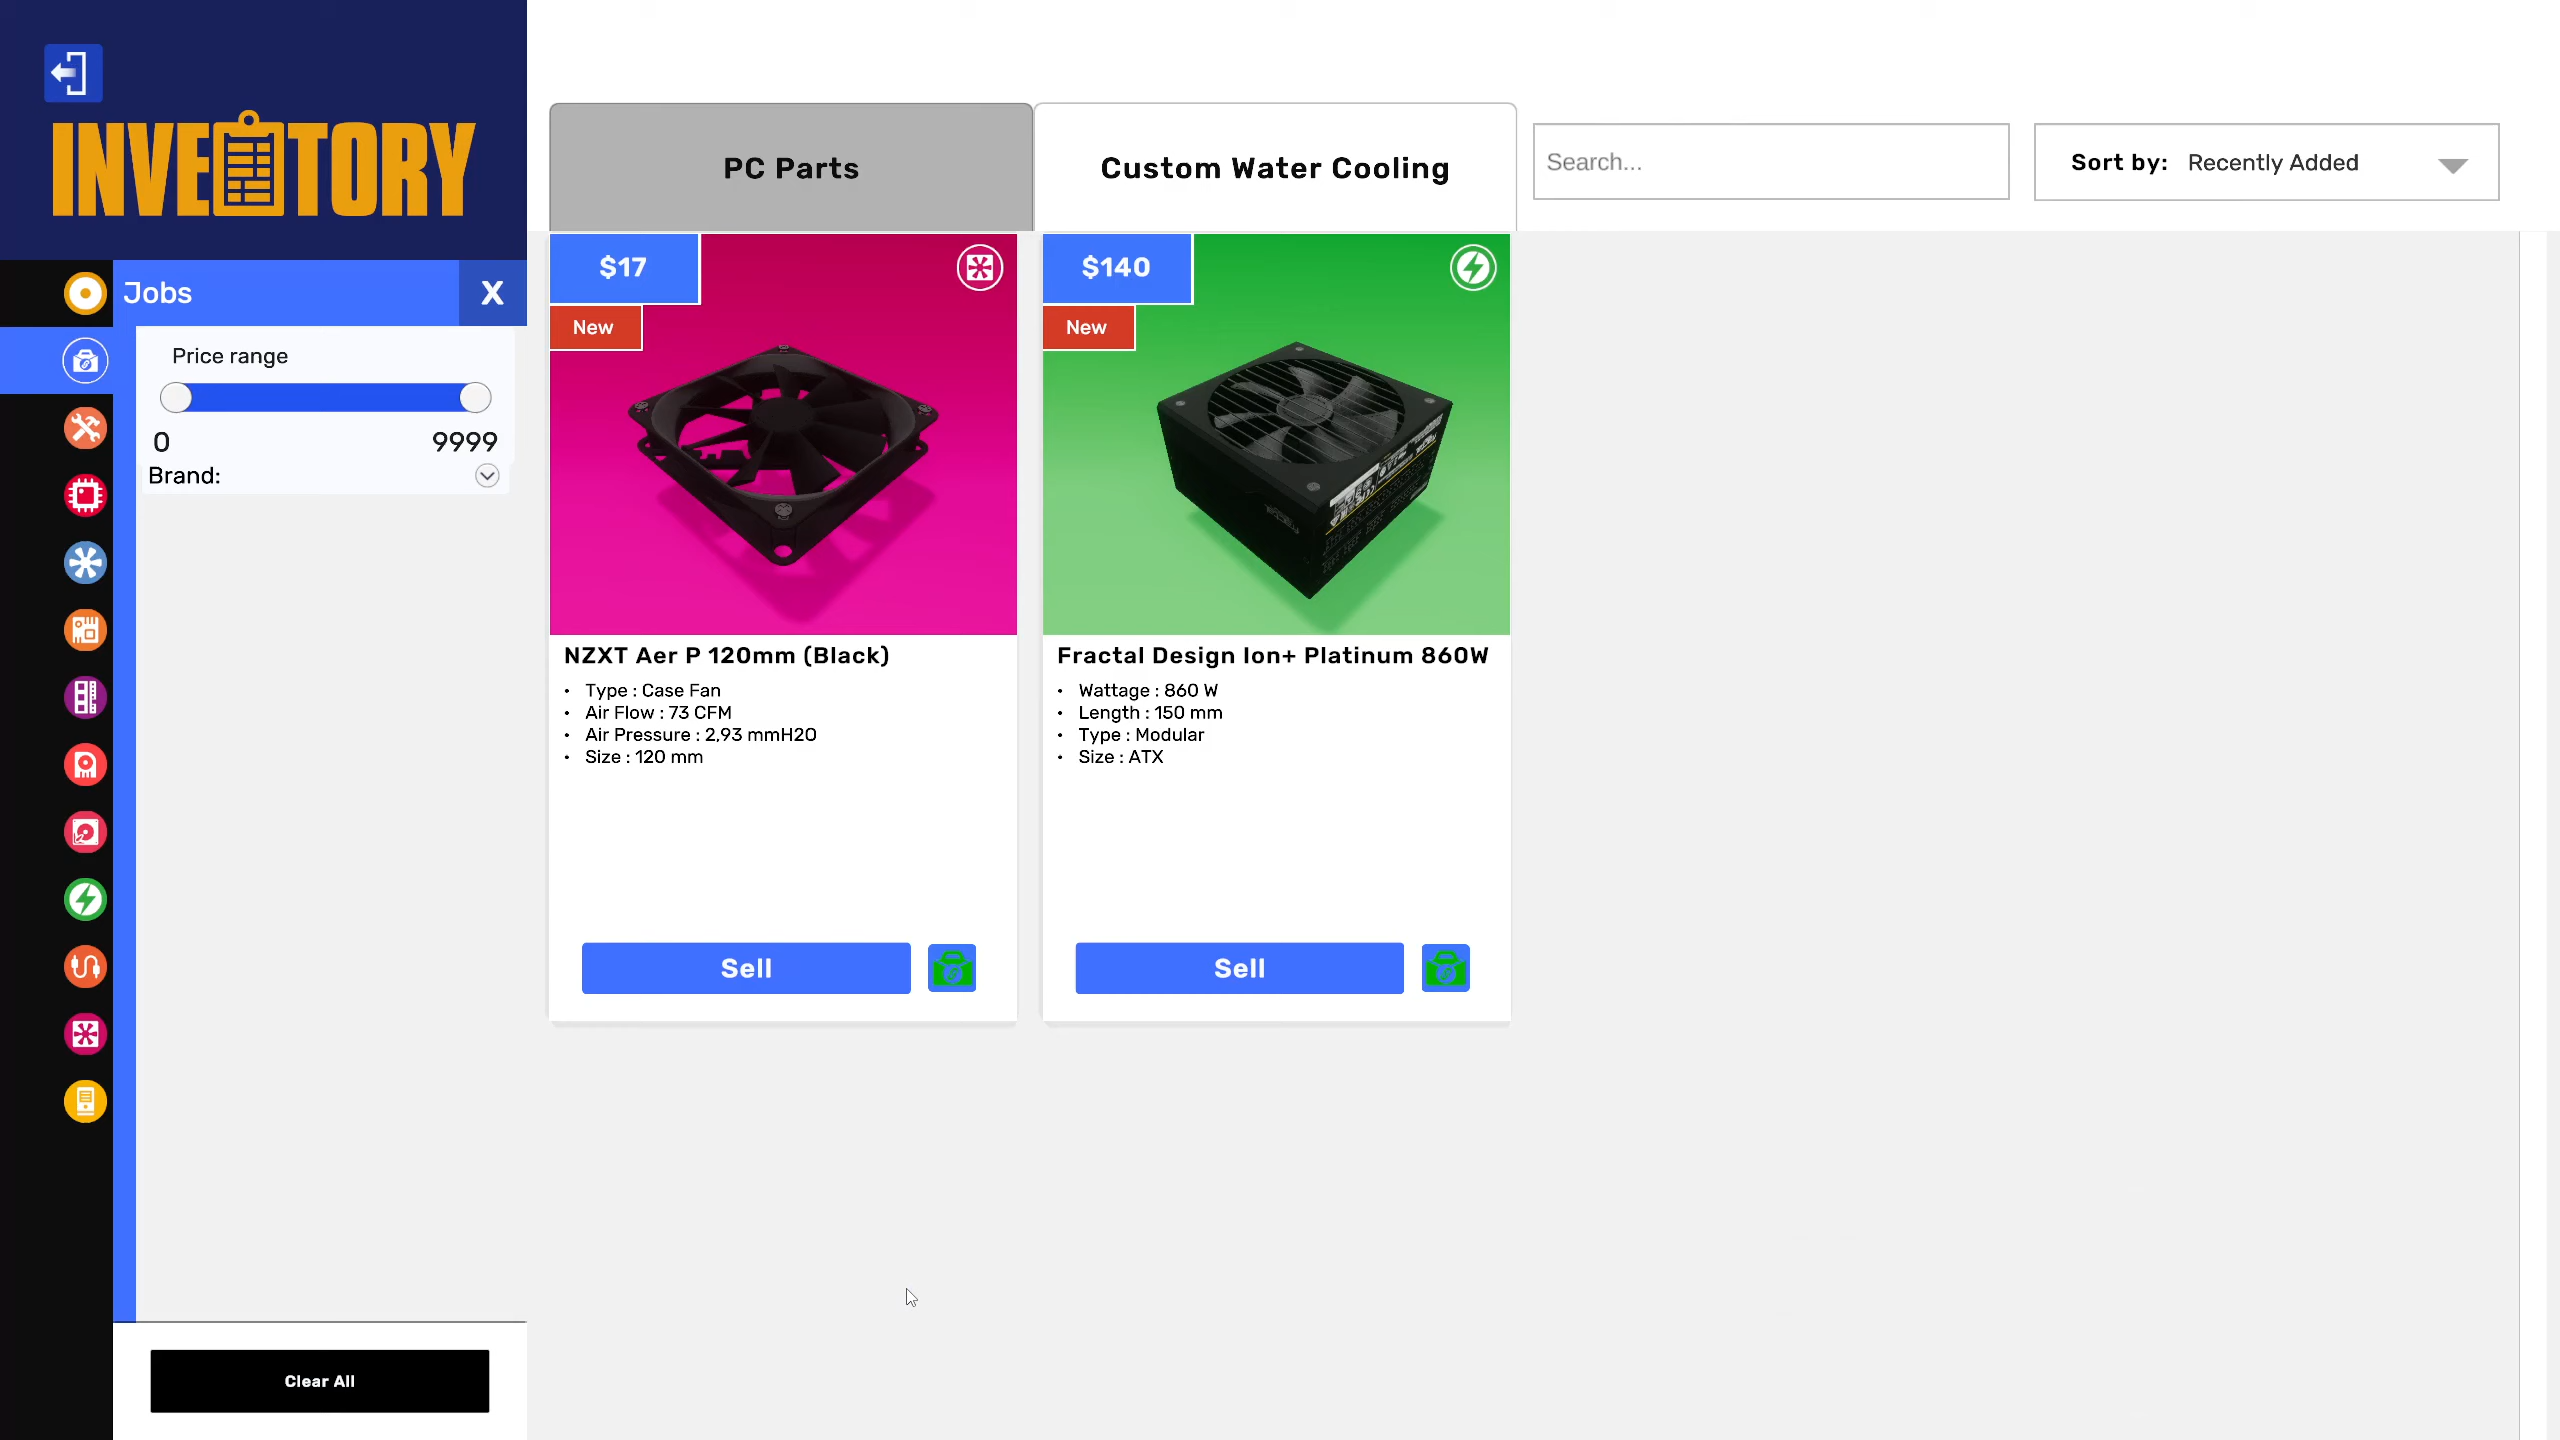 INVENTORY
PC Parts
Custom Water Cooling
Search...
Sort by: Recently Added
Jobs
X
Price range
0
9999
Brand:
Clear All
$17
New
NZXT Aer P 120mm (Black)
• Type : Case Fan
• Air Flow : 73 CFM
• Air Pressure : 2,93 mmH2O
• Size : 120 mm
Sell
$140
New
Fractal Design Ion+ Platinum 860W
• Wattage : 860 W
• Length : 150 mm
• Type : Modular
• Size : ATX
Sell